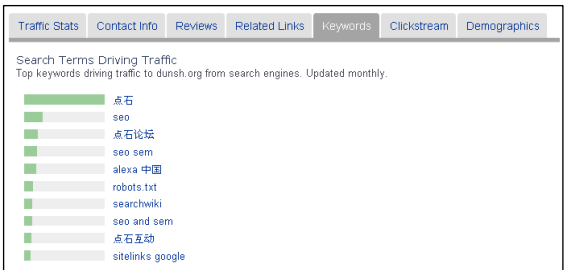 Traffic Stats Contact Info Reviews Related Links Keywords Clickstream Demographics
Search Terms Driving Traffic
Top keywords driving traffic to dunsh.org from search engines. Updated monthly.
点石
seo
点石论坛
seo sem
alexa 中国
robots.txt
searchwiki
seo and sem
点石互动
sitelinks google